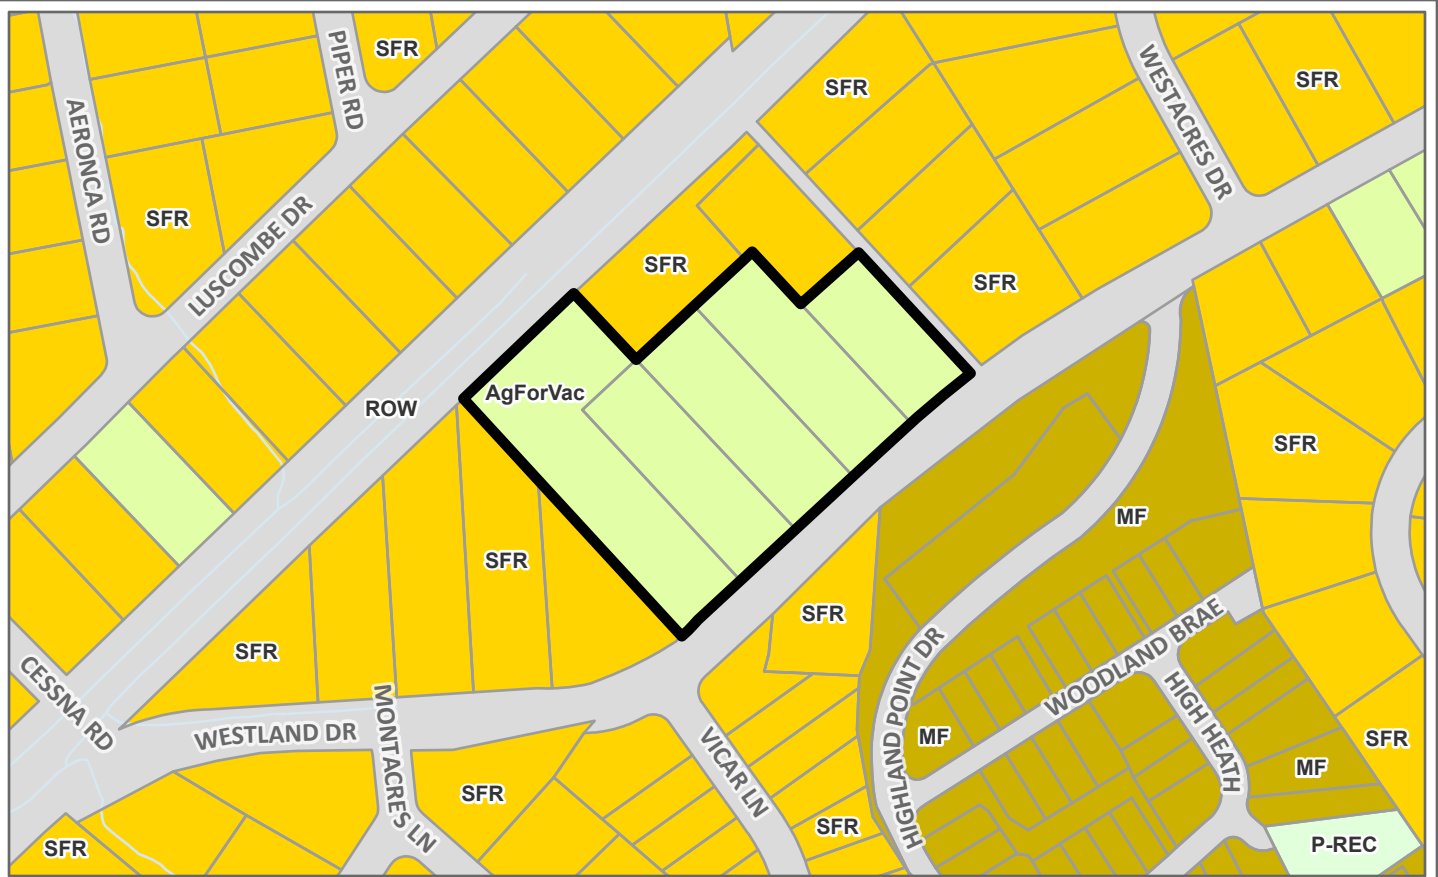 SFR
PIPER RD
SFR
SFR
WESTACRES DR
AERONCA RD
SFR
LUSCOMBE DR
SFR
SFR
AgForVac
ROW
SFR
MF
SFR
SFR
SFR
WOODLAND BRAE
CESSNA RD
MONTACRES LN
HIGHLAND POINT DR
HIGH HEATH
WESTLAND DR
VICAR LN
MF
SFR
MF
SFR
SFR
SFR
P-REC